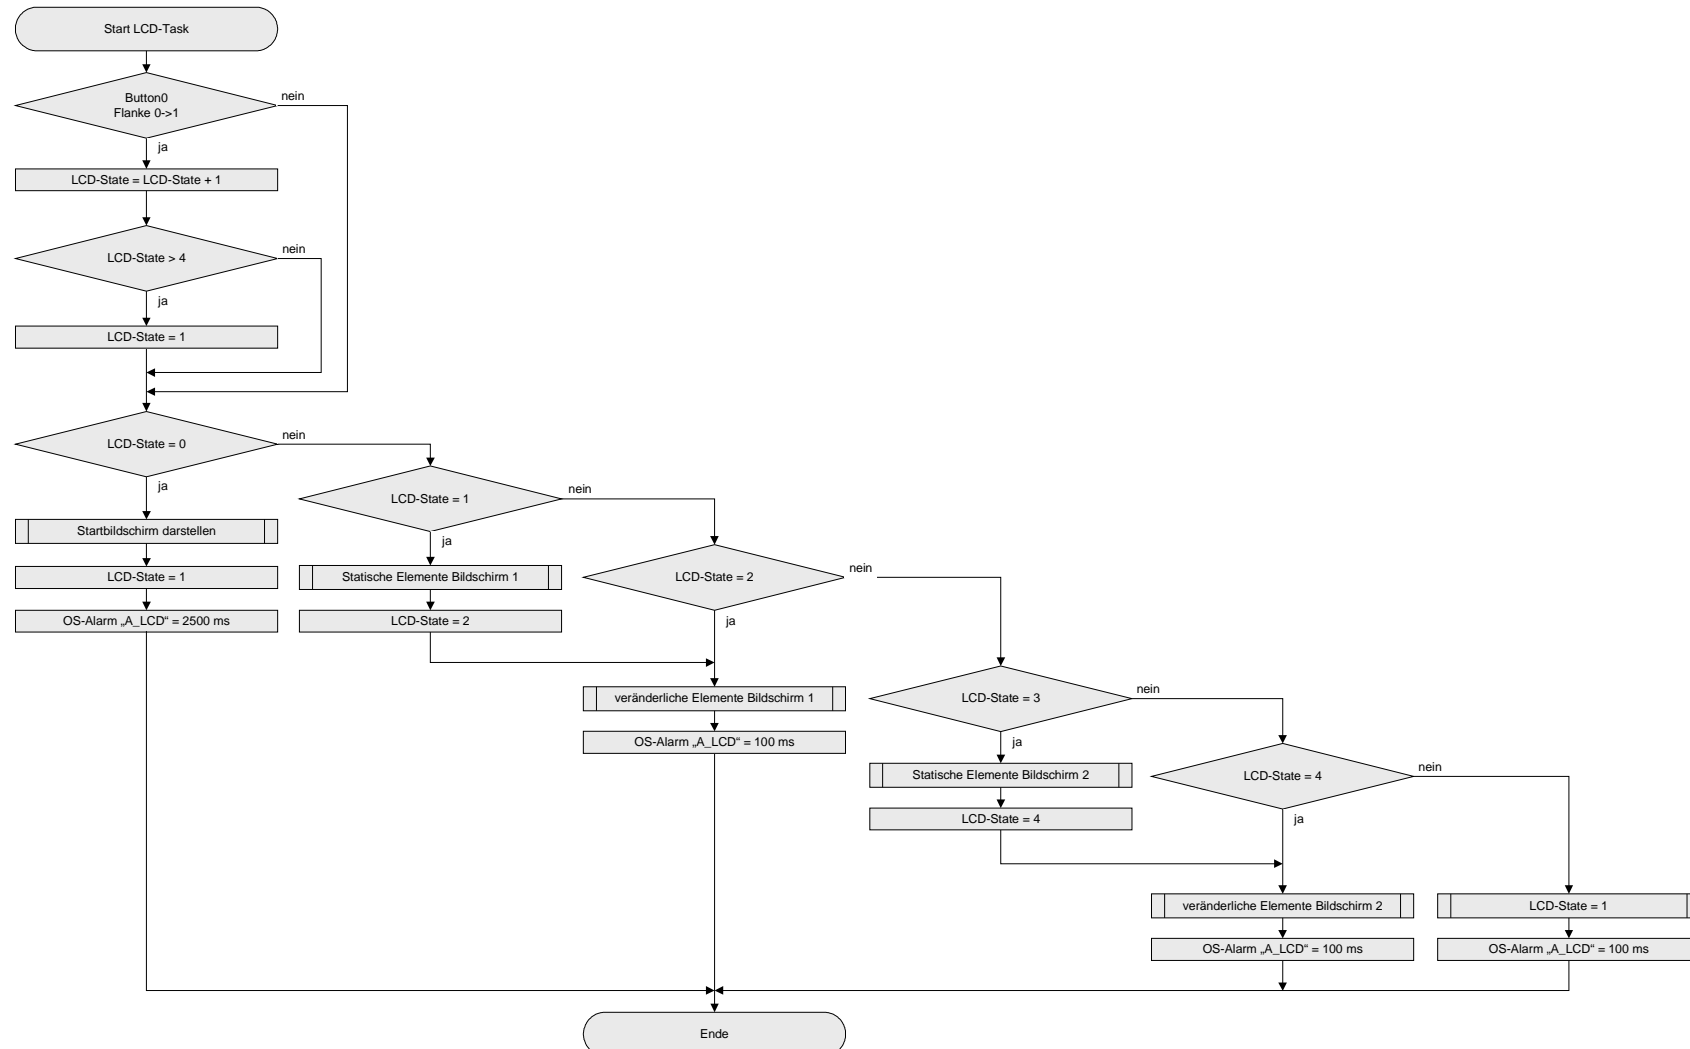 Start LCD-Task
Button0
Flanke 0->1
nein
ja
LCD-State = LCD-State + 1
LCD-State > 4
nein
ja
LCD-State = 1
LCD-State = 0
nein
ja
Startbildschirm darstellen
LCD-State = 1
OS-Alarm „A_LCD“ = 2500 ms
LCD-State = 1
nein
ja
Statische Elemente Bildschirm 1
LCD-State = 2
LCD-State = 2
nein
ja
veränderliche Elemente Bildschirm 1
OS-Alarm „A_LCD“ = 100 ms
LCD-State = 3
nein
ja
Statische Elemente Bildschirm 2
LCD-State = 4
LCD-State = 4
nein
ja
veränderliche Elemente Bildschirm 2
OS-Alarm „A_LCD“ = 100 ms
LCD-State = 1
OS-Alarm „A_LCD“ = 100 ms
Ende